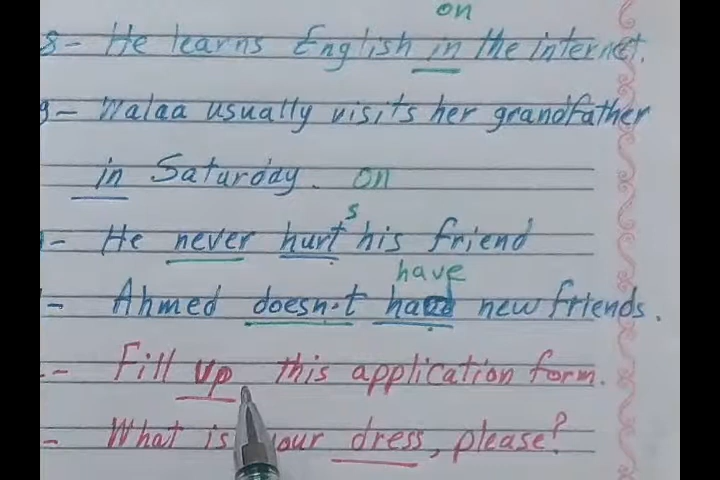 on
8- He learns English in the internet.
9- Walaa usually visits her grandfather
in Saturday. on
s
- He never hurt his friend
have
- Ahmed doesn't had new friends.
- Fill up this application form.
- What is your dress, please?